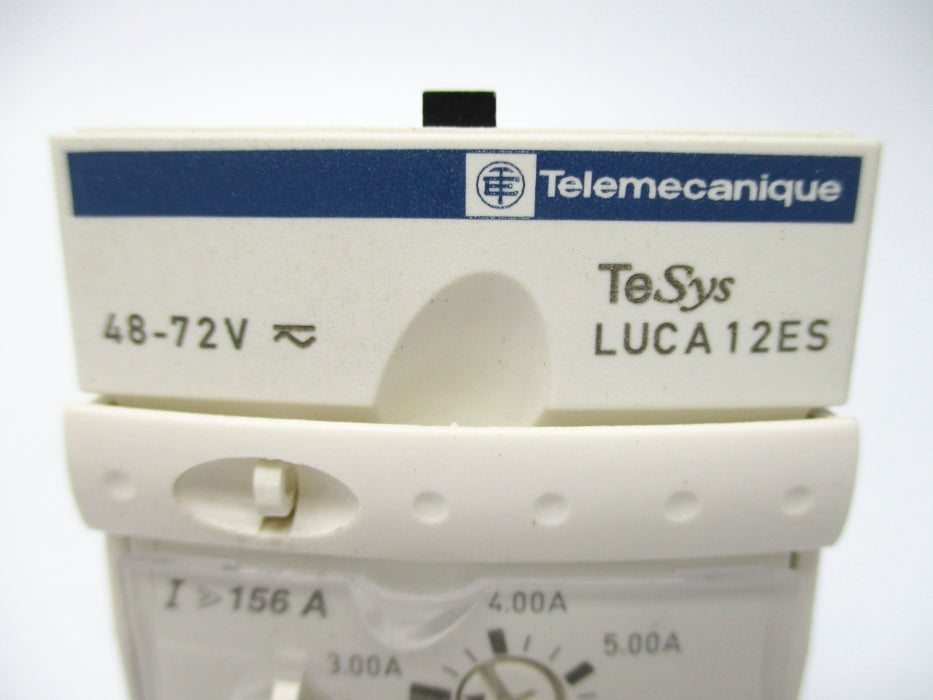 Telemecanique
TeSys
48-72V
LUCA12ES
I > 156 A
4.00A
5.00A
3.00A